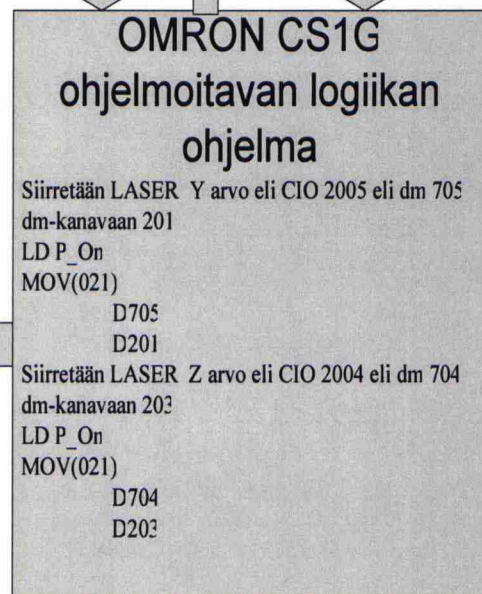 OMRON CS1G
ohjelmoitavan logiikan
ohjelma
Siirretään LASER Y arvo eli CIO 2005 eli dm 705
dm-kanavaan 201
LD P_On
MOV(021)
D705
D201
Siirretään LASER Z arvo eli CIO 2004 eli dm 704
dm-kanavaan 203
LD P_On
MOV(021)
D704
D203